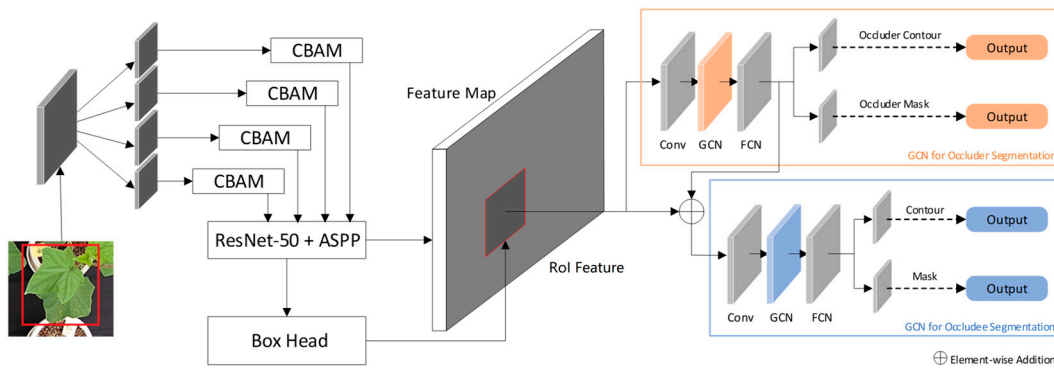 CBAM
CBAM
CBAM
CBAM
ResNet-50 + ASPP
Box Head
Feature Map
RoI Feature
Conv GCN FCN
Occluder Contour
Output
Occluder Mask
Output
GCN for Occluder Segmentation
Conv GCN FCN
Contour
Output
Mask
Output
GCN for Occludee Segmentation
Element-wise Addition